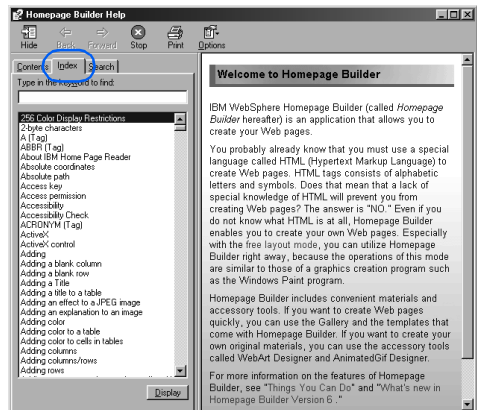 Homepage Builder Help
Hide Back Forward Stop Print Options
Contents Index Search
Type in the keyword to find:
256 Color Display Restrictions
2-byte characters
A (Tag)
ABBR (Tag)
About IBM Home Page Reader
Absolute coordinates
Absolute path
Access key
Access permission
Accessibility
Accessibility Check
ACRONYM (Tag)
ActiveX
ActiveX control
Adding
Adding a blank column
Adding a blank row
Adding a Title
Adding a title to a table
Adding an effect to a JPEG image
Adding an explanation to an image
Adding color
Adding color to a table
Adding color to cells in tables
Adding columns
Adding columns/rows
Adding rows
Display
Welcome to Homepage Builder
IBM WebSphere Homepage Builder (called Homepage
Builder hereafter) is an application that allows you to
create your Web pages.
You probably already know that you must use a special
language called HTML (Hypertext Markup Language) to
create Web pages. HTML tags consists of alphabetic
letters and symbols. Does that mean that a lack of
special knowledge of HTML will prevent you from
creating Web pages? The answer is "NO." Even if you
do not know what HTML is at all, Homepage Builder
enables you to create your own Web pages. Especially
with the free layout mode, you can utilize Homepage
Builder right away, because the operations of this mode
are similar to those of a graphics creation program such
as the Windows Paint program.
Homepage Builder includes convenient materials and
accessory tools. If you want to create Web pages
quickly, you can use the Gallery and the templates that
come with Homepage Builder. If you want to create your
own original materials, you can use the accessory tools
called WebArt Designer and AnimatedGif Designer.
For more information on the features of Homepage
Builder, see "Things You Can Do" and "What's new in
Homepage Builder Version 6 ."